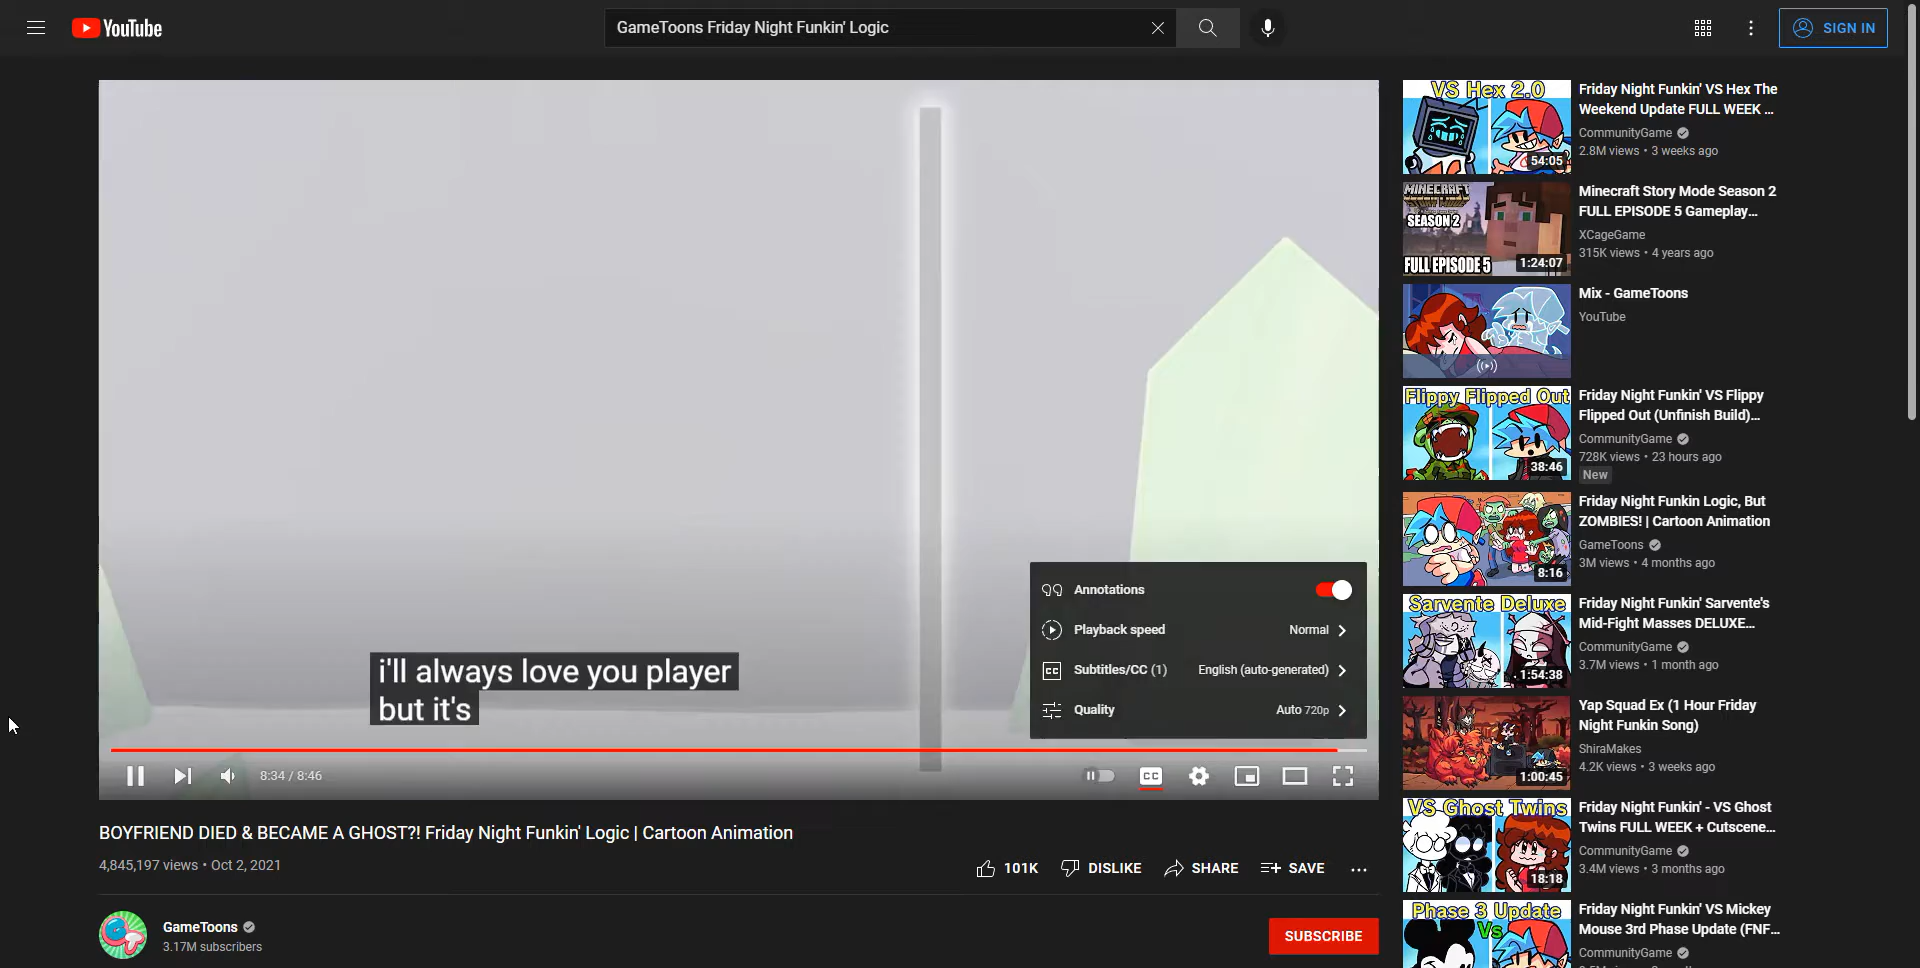 YouTube
GameToons Friday Night Funkin' Logic
SIGN IN
i'll always love you player
but it's
Annotations
Playback speed
Normal
Subtitles/CC (1)
English (auto-generated)
Quality
Auto 720p
8:34 / 8:46
CC
BOYFRIEND DIED & BECAME A GHOST?! Friday Night Funkin' Logic | Cartoon Animation
4,845,197 views • Oct 2, 2021
101K
DISLIKE
SHARE
SAVE
GameToons
3.17M subscribers
SUBSCRIBE
VS Hex 2.0
54:05
Friday Night Funkin' VS Hex The
Weekend Update FULL WEEK ...
CommunityGame
2.8M views • 3 weeks ago
MINECRAFT
STORY MODE
SEASON 2
FULL EPISODE 5
1:24:07
Minecraft Story Mode Season 2
FULL EPISODE 5 Gameplay...
XCageGame
315K views • 4 years ago
Mix - GameToons
YouTube
Flippy Flipped Out
38:46
Friday Night Funkin' VS Flippy
Flipped Out (Unfinish Build)...
CommunityGame
728K views • 23 hours ago
New
8:16
Friday Night Funkin Logic, But
ZOMBIES! | Cartoon Animation
GameToons
3M views • 4 months ago
Sarvente Deluxe
1:54:38
Friday Night Funkin' Sarvente's
Mid-Fight Masses DELUXE...
CommunityGame
3.7M views • 1 month ago
1:00:45
Yap Squad Ex (1 Hour Friday
Night Funkin Song)
ShiraMakes
4.2K views • 3 weeks ago
VS Ghost Twins
18:18
Friday Night Funkin' - VS Ghost
Twins FULL WEEK + Cutscene...
CommunityGame
3.4M views • 3 months ago
Phase 3 Update
Vs
Friday Night Funkin' VS Mickey
Mouse 3rd Phase Update (FNF...
CommunityGame